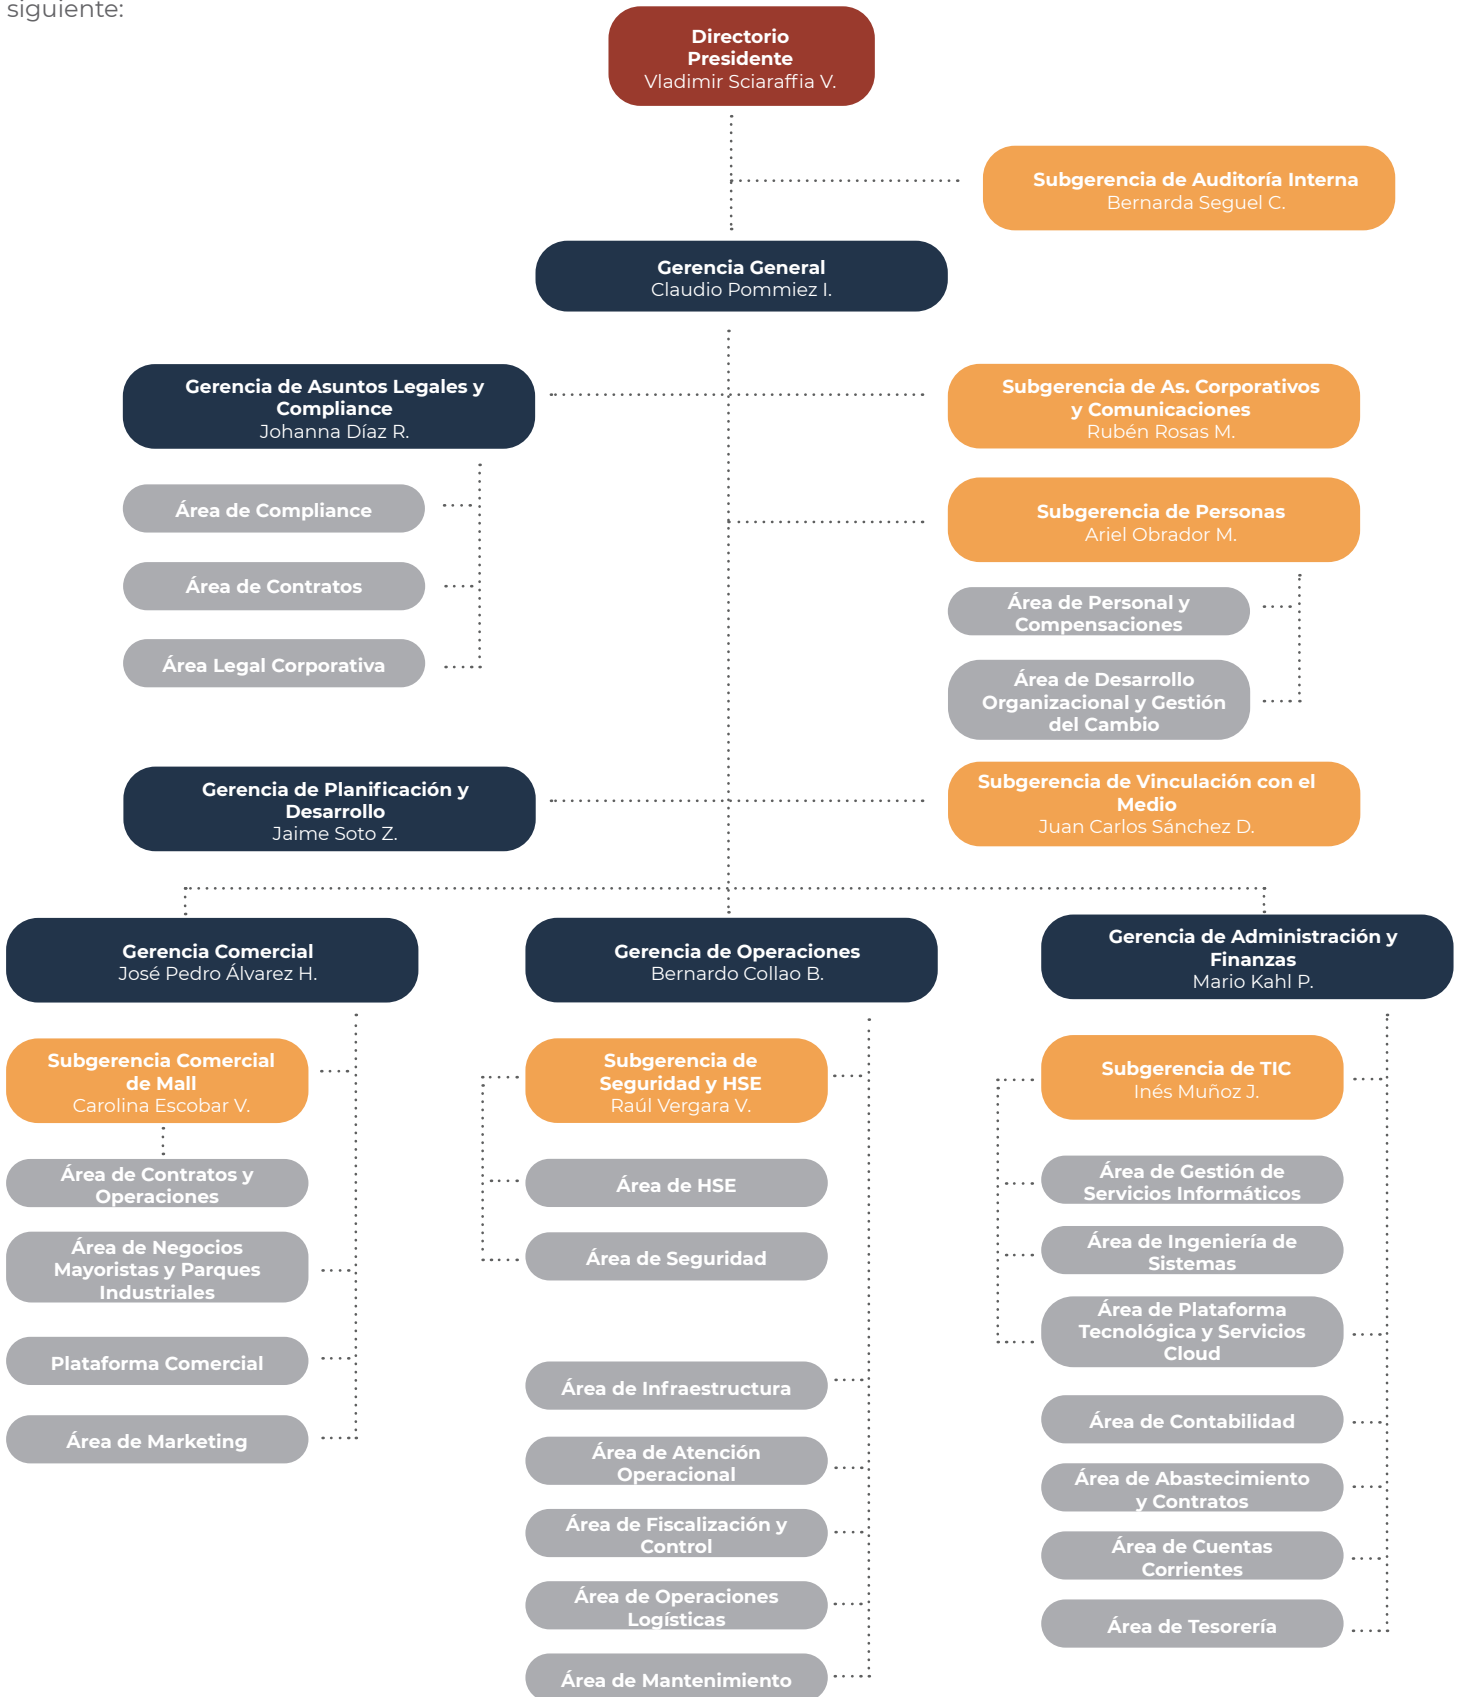 siguiente:
Directorio
Presidente
Vladimir Sciaraffia V.
Subgerencia de Auditoría Interna
Bernarda Seguel C.
Gerencia General
Claudio Pommiez I.
Gerencia de Asuntos Legales y
Compliance
Johanna Díaz R.
Subgerencia de As. Corporativos
y Comunicaciones
Rubén Rosas M.
Área de Compliance
Área de Contratos
Área Legal Corporativa
Subgerencia de Personas
Ariel Obrador M.
Área de Personal y
Compensaciones
Área de Desarrollo
Organizacional y Gestión
del Cambio
Gerencia de Planificación y
Desarrollo
Jaime Soto Z.
Subgerencia de Vinculación con el
Medio
Juan Carlos Sánchez D.
Gerencia Comercial
José Pedro Álvarez H.
Subgerencia Comercial
de Mall
Carolina Escobar V.
Área de Contratos y
Operaciones
Área de Negocios
Mayoristas y Parques
Industriales
Plataforma Comercial
Área de Marketing
Gerencia de Operaciones
Bernardo Collao B.
Subgerencia de
Seguridad y HSE
Raúl Vergara V.
Área de HSE
Área de Seguridad
Área de Infraestructura
Área de Atención
Operacional
Área de Fiscalización y
Control
Área de Operaciones
Logísticas
Área de Mantenimiento
Gerencia de Administración y
Finanzas
Mario Kahl P.
Subgerencia de TIC
Inés Muñoz J.
Área de Gestión de
Servicios Informáticos
Área de Ingeniería de
Sistemas
Área de Plataforma
Tecnológica y Servicios
Cloud
Área de Contabilidad
Área de Abastecimiento
y Contratos
Área de Cuentas
Corrientes
Área de Tesorería